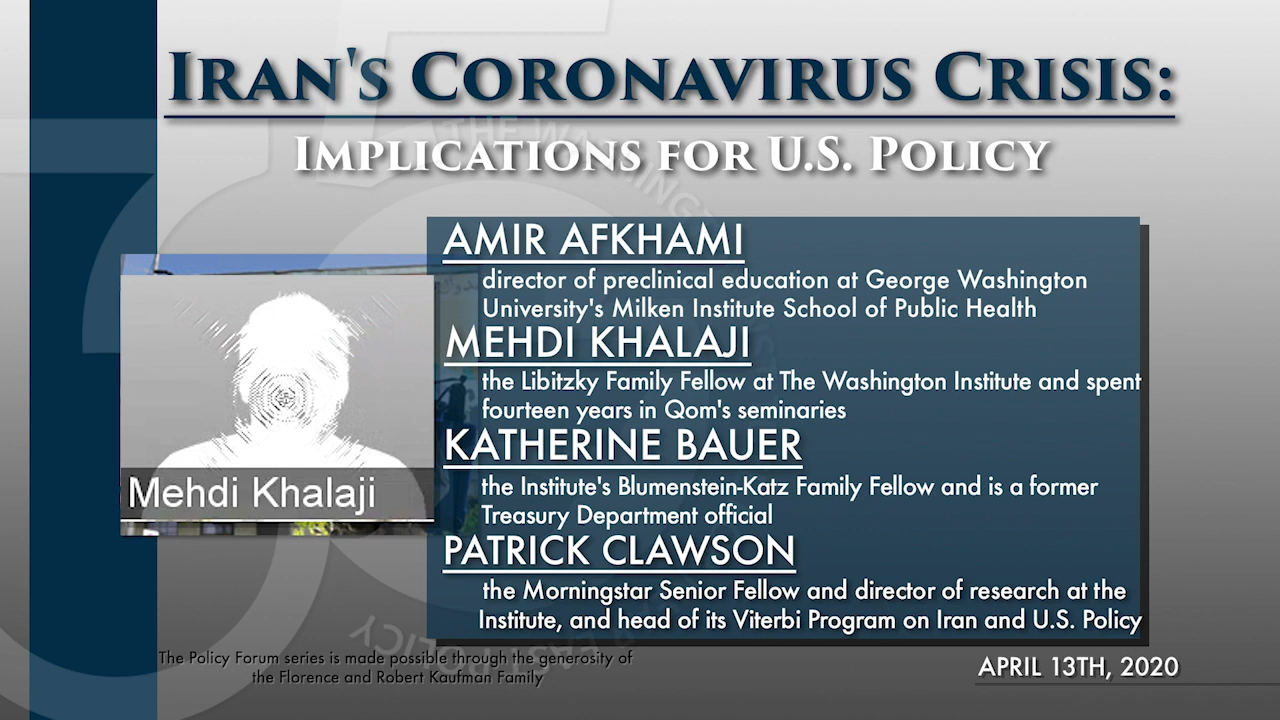 IRAN'S CORONAVIRUS CRISIS:
IMPLICATIONS FOR U.S. POLICY
AMIR AFKHAMI
director of preclinical education at George Washington
University's Milken Institute School of Public Health
MEHDI KHALAJI
the Libitzky Family Fellow at The Washington Institute and spent
fourteen years in Qom's seminaries
KATHERINE BAUER
the Institute's Blumenstein-Katz Family Fellow and is a former
Treasury Department official
PATRICK CLAWSON
the Morningstar Senior Fellow and director of research at the
Institute, and head of its Viterbi Program on Iran and U.S. Policy
Mehdi Khalaji
The Policy Forum series is made possible through the generosity of
the Florence and Robert Kaufman Family
APRIL 13TH, 2020